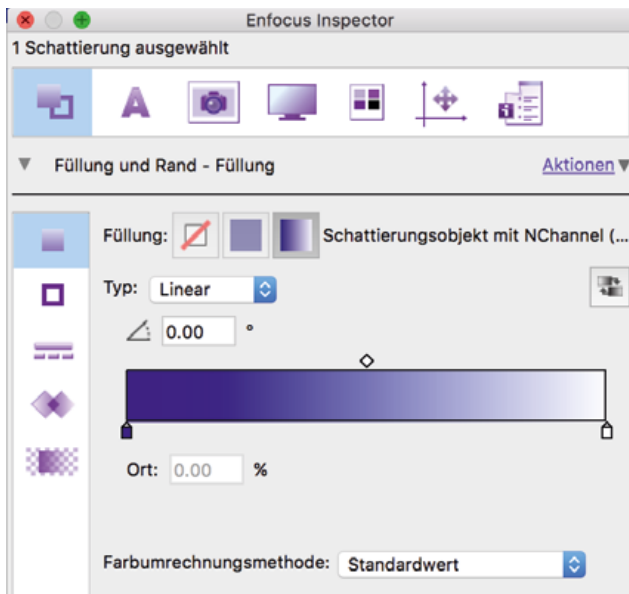 Enfocus Inspector
1 Schattierung ausgewählt
Füllung und Rand - Füllung Aktionen
Füllung: Schattierungsobjekt mit NChannel (...
Typ: Linear
0.00 °
Ort: 0.00 %
Farbumrechnungsmethode: Standardwert